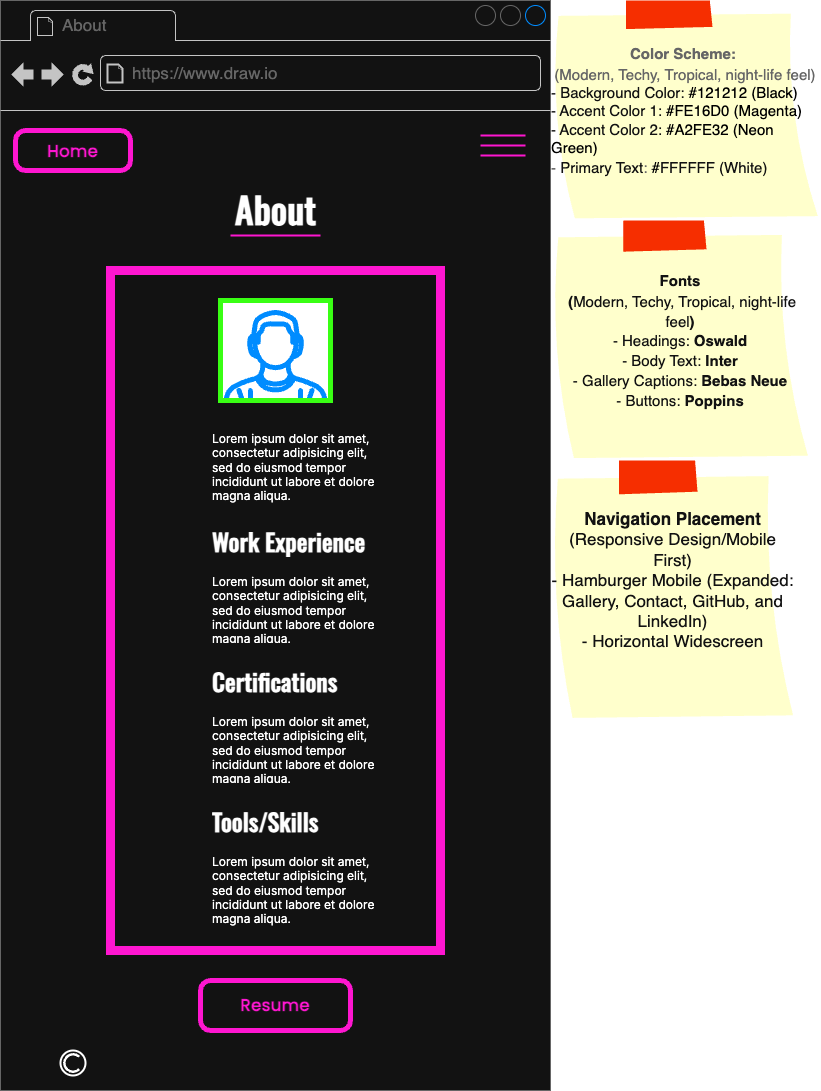 About
https://www.draw.io
Home
About
Lorem ipsum dolor sit amet,
consectetur adipisicing elit,
sed do eiusmod tempor
incididunt ut labore et dolore
magna aliqua.
Work Experience
Lorem ipsum dolor sit amet,
consectetur adipisicing elit,
sed do eiusmod tempor
incididunt ut labore et dolore
magna aliqua.
Certifications
Lorem ipsum dolor sit amet,
consectetur adipisicing elit,
sed do eiusmod tempor
incididunt ut labore et dolore
magna aliqua.
Tools/Skills
Lorem ipsum dolor sit amet,
consectetur adipisicing elit,
sed do eiusmod tempor
incididunt ut labore et dolore
magna aliqua.
Resume
©
Color Scheme:
(Modern, Techy, Tropical, night-life feel)
- Background Color: #121212 (Black)
- Accent Color 1: #FE16D0 (Magenta)
- Accent Color 2: #A2FE32 (Neon
Green)
- Primary Text: #FFFFFF (White)
Fonts
(Modern, Techy, Tropical, night-life
feel)
- Headings: Oswald
- Body Text: Inter
- Gallery Captions: Bebas Neue
- Buttons: Poppins
Navigation Placement
(Responsive Design/Mobile
First)
- Hamburger Mobile (Expanded:
Gallery, Contact, GitHub, and
LinkedIn)
- Horizontal Widescreen